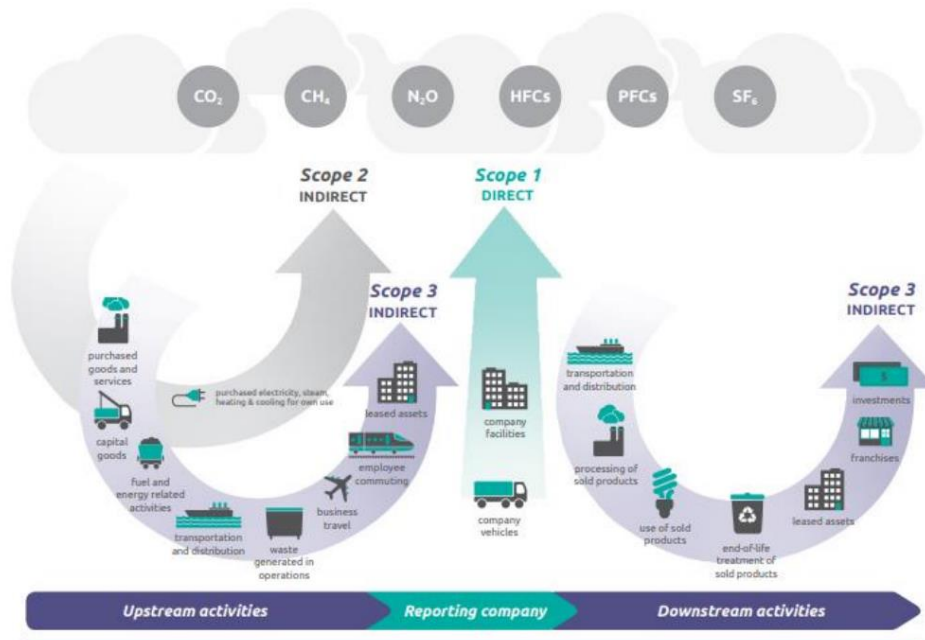 CO₂
CH₄
N₂O
HFCs
PFCs
SF₆
Scope 2
INDIRECT
Scope 1
DIRECT
Scope 3
INDIRECT
Scope 3
INDIRECT
purchased
goods and
services
capital
goods
fuel and
energy related
activities
transportation
and distribution
waste
generated in
operations
business
travel
employee
commuting
leased assets
purchased electricity, steam,
heating & cooling for own use
company
facilities
company
vehicles
transportation
and distribution
processing of
sold products
use of sold
products
end-of-life
treatment of
sold products
leased assets
franchises
investments
$
Upstream activities
Reporting company
Downstream activities